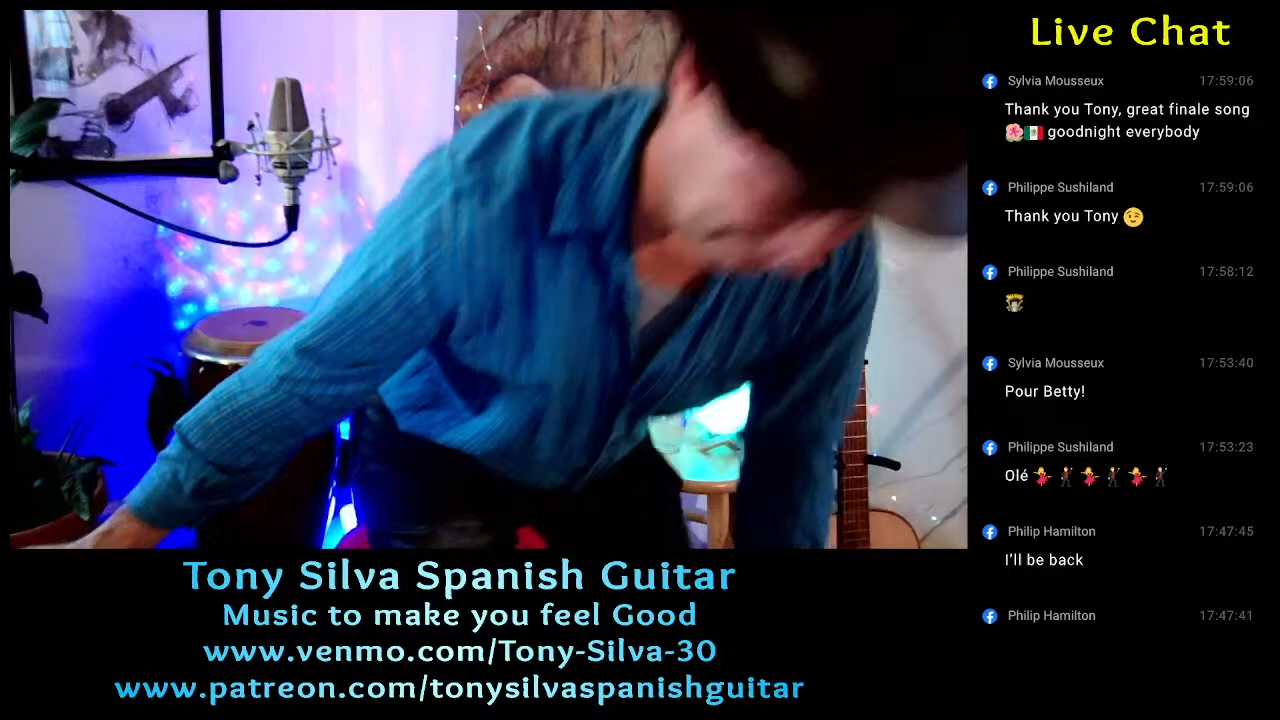 Live Chat
Sylvia Mousseux 17:59:06
Thank you Tony, great finale song
🌺🇲🇽 goodnight everybody
Philippe Sushiland 17:59:06
Thank you Tony 😉
Philippe Sushiland 17:58:12
Sylvia Mousseux 17:53:40
Pour Betty!
Philippe Sushiland 17:53:23
Olé 💃🕺💃🕺💃🕺
Philip Hamilton 17:47:45
I'll be back
Philip Hamilton 17:47:41
Tony Silva Spanish Guitar
Music to make you feel Good
www.venmo.com/Tony-Silva-30
www.patreon.com/tonysilvaspanishguitar